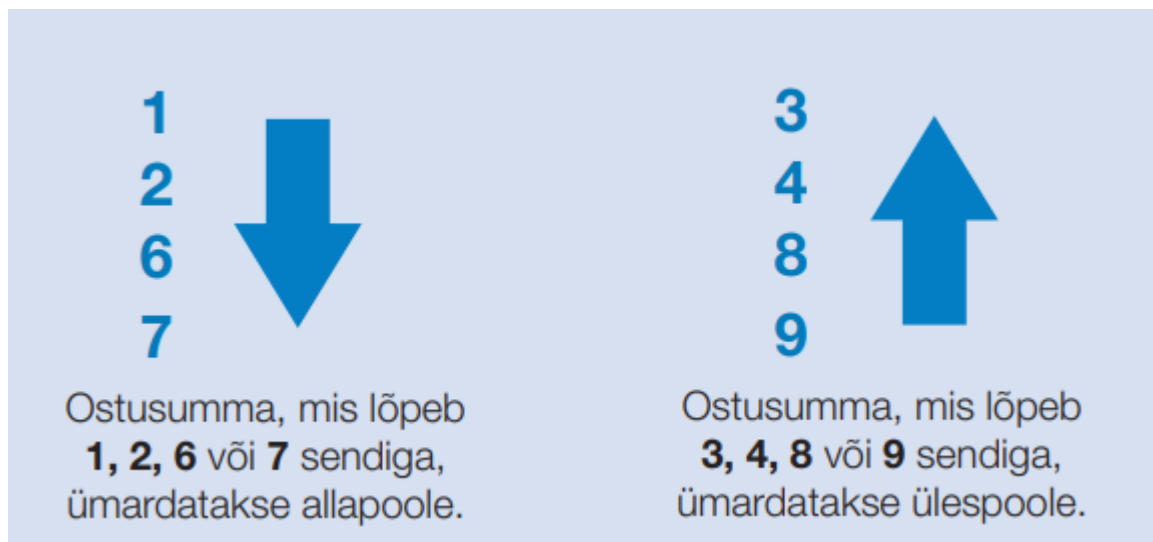 1
2
6
7
Ostusumma, mis lõpeb
1, 2, 6 või 7 sendiga,
ümardatakse allapoole.
3
4
8
9
Ostusumma, mis lõpeb
3, 4, 8 või 9 sendiga,
ümardatakse ülespoole.